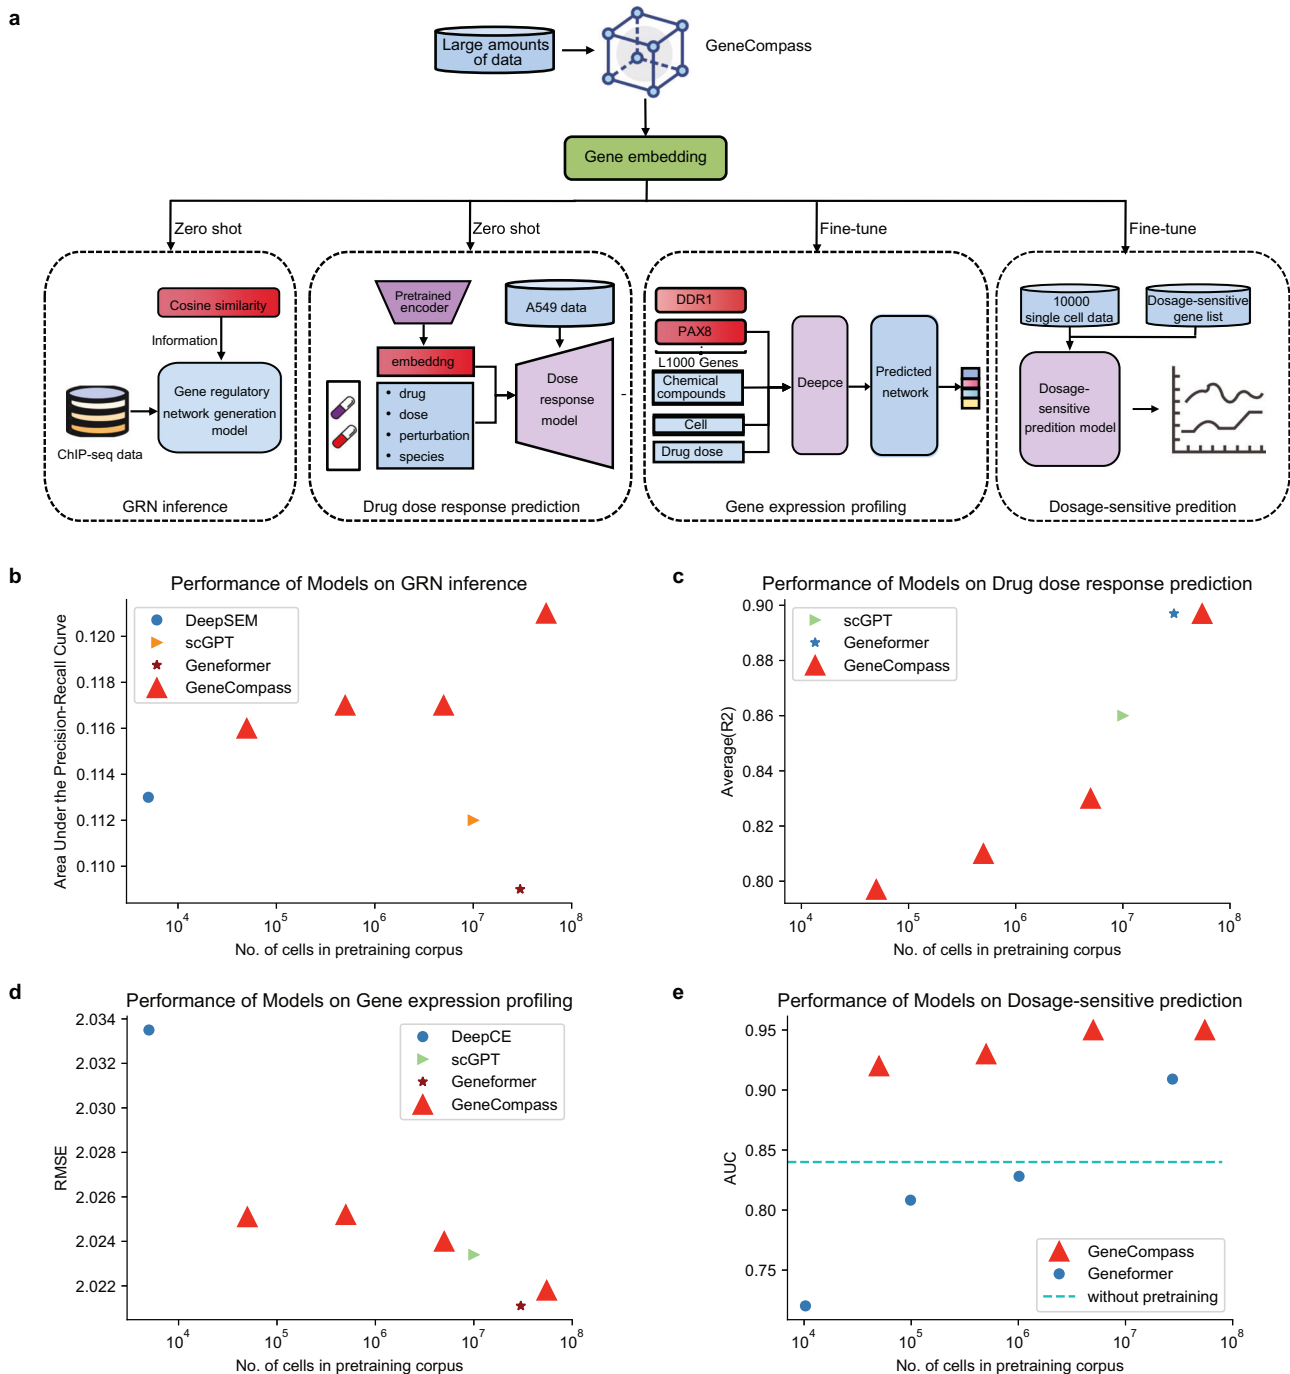 a
Large amounts
of data
GeneCompass
Gene embedding
Zero shot
Zero shot
Fine-tune
Fine-tune
Cosine similarity
Information
Gene regulatory
network generation
model
ChIP-seq data
GRN inference
Pretrained
encoder
A549 data
embeddng
• drug
• dose
• perturbation
• species
Dose
response
model
Drug dose response prediction
DDR1
PAX8
L1000 Genes
Chemical
compounds
Cell
Drug dose
Deepce
Predicted
network
Gene expression profiling
10000
single cell data
Dosage-sensitive
gene list
Dosage-
sensitive
predition model
Dosage-sensitive predition
b
Performance of Models on GRN inference
DeepSEM
scGPT
Geneformer
GeneCompass
Area Under the Precision-Recall Curve
0.120
0.118
0.116
0.114
0.112
0.110
10⁴ 10⁵ 10⁶ 10⁷ 10⁸
No. of cells in pretraining corpus
c
Performance of Models on Drug dose response prediction
scGPT
Geneformer
GeneCompass
Average(R2)
0.90
0.88
0.86
0.84
0.82
0.80
10⁴ 10⁵ 10⁶ 10⁷ 10⁸
No. of cells in pretraining corpus
d
Performance of Models on Gene expression profiling
DeepCE
scGPT
Geneformer
GeneCompass
RMSE
2.034
2.033
2.030
2.028
2.026
2.024
2.022
10⁴ 10⁵ 10⁶ 10⁷ 10⁸
No. of cells in pretraining corpus
e
Performance of Models on Dosage-sensitive prediction
AUC
0.95
0.90
0.85
0.80
0.75
GeneCompass
Geneformer
without pretraining
10⁴ 10⁵ 10⁶ 10⁷ 10⁸
No. of cells in pretraining corpus